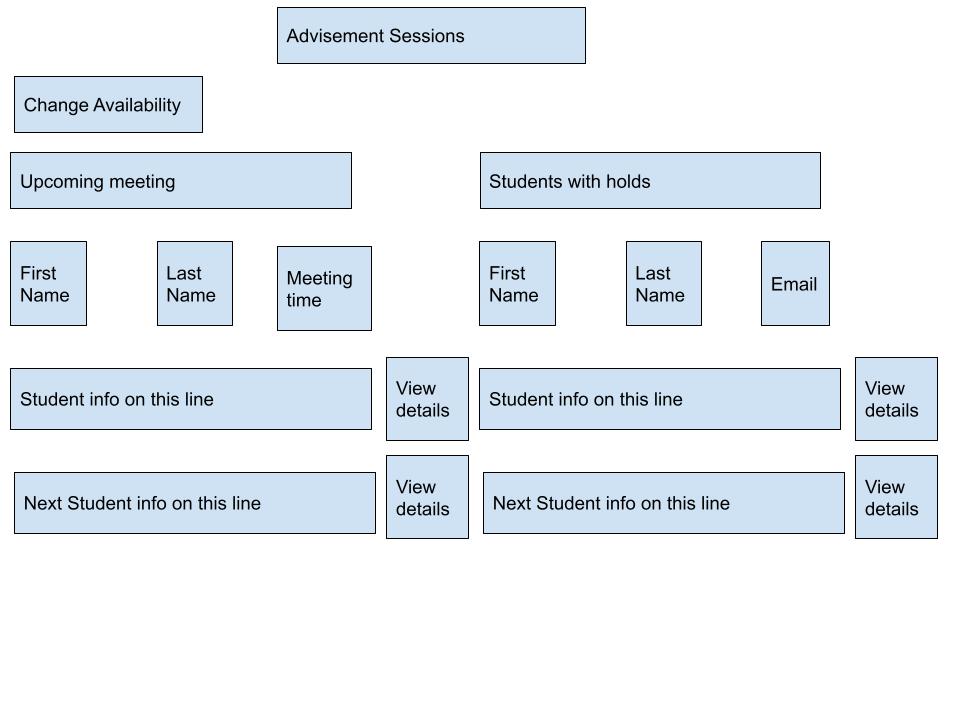 Advisement Sessions
Change Availability
Upcoming meeting
Students with holds
First
Name
Last
Name
Meeting
time
First
Name
Last
Name
Email
Student info on this line
View
details
Student info on this line
View
details
Next Student info on this line
View
details
Next Student info on this line
View
details